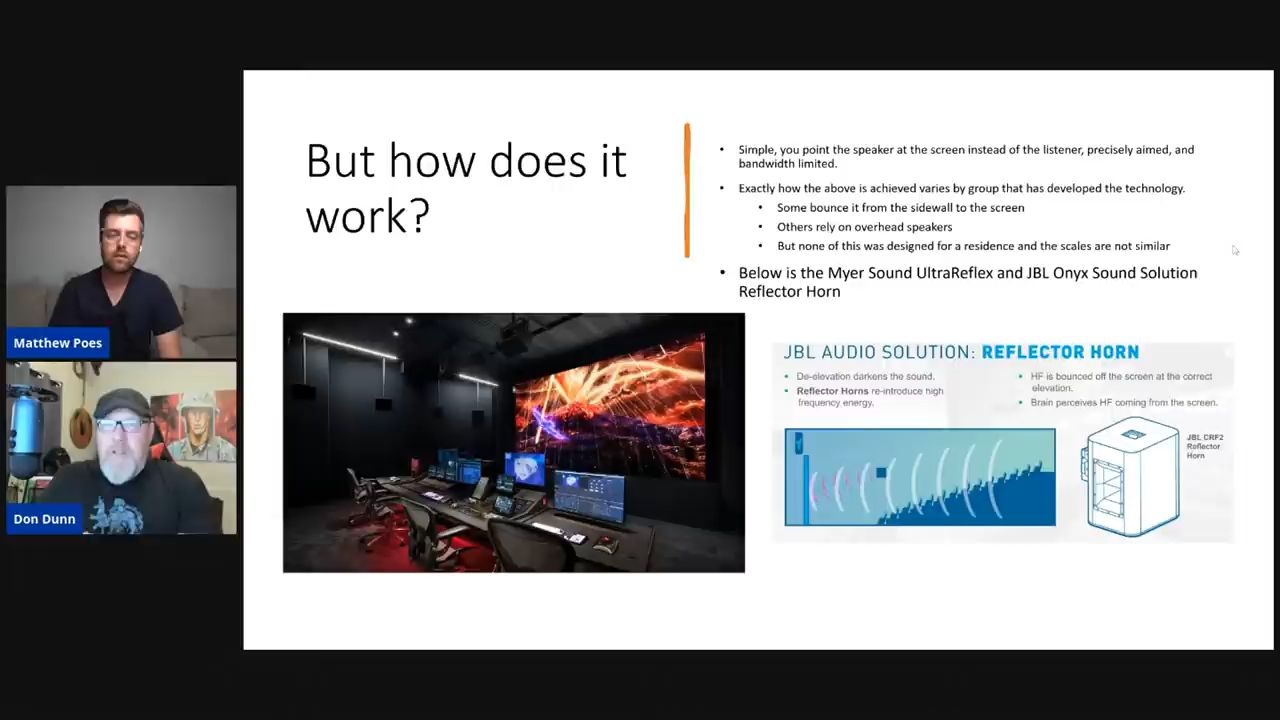 But how does it
work?
• Simple, you point the speaker at the screen instead of the listener, precisely aimed, and
bandwidth limited.
• Exactly how the above is achieved varies by group that has developed the technology.
• Some bounce it from the sidewall to the screen
• Others rely on overhead speakers
• But none of this was designed for a residence and the scales are not similar
• Below is the Myer Sound UltraReflex and JBL Onyx Sound Solution
Reflector Horn
Matthew Poes
Don Dunn
JBL AUDIO SOLUTION: REFLECTOR HORN
• De-elevation darkens the sound.
• Reflector Horns re-introduce high
frequency energy.
• HF is bounced off the screen at the correct
elevation.
• Brain perceives HF coming from the screen.
JBL CRF2
Reflector
Horn